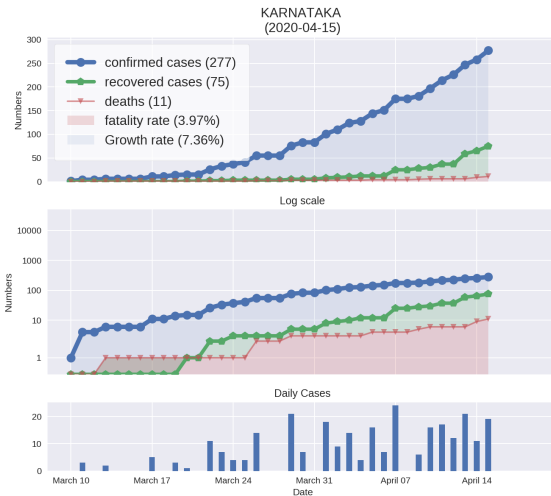 KARNATAKA
(2020-04-15)
300
250
200
150
100
50
0
Numbers
confirmed cases (277)
recovered cases (75)
deaths (11)
fatality rate (3.97%)
Growth rate (7.36%)
Log scale
10000
1000
100
10
1
Numbers
Daily Cases
20
10
0
Numbers
March 10
March 17
March 24
March 31
April 07
April 14
Date